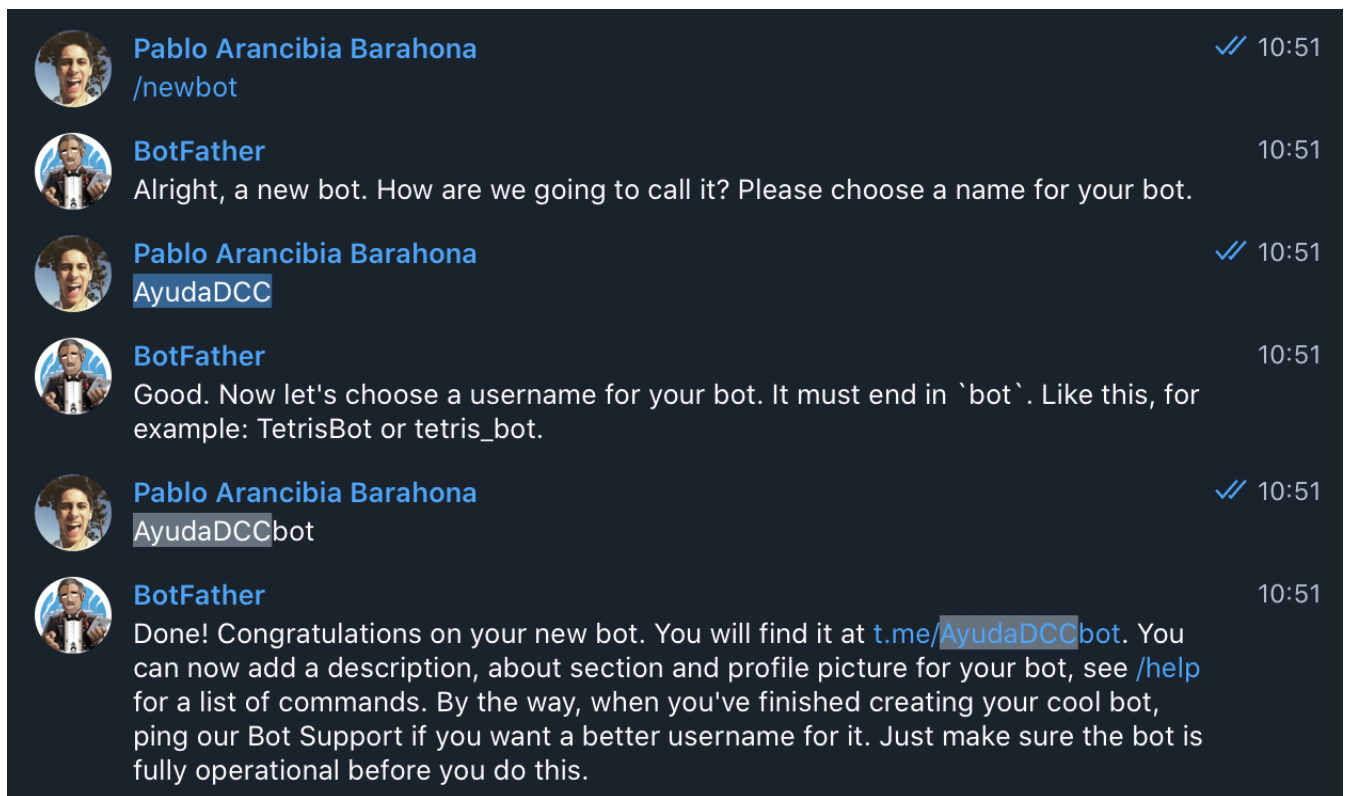 Pablo Arancibia Barahona 10:51
/newbot
BotFather 10:51
Alright, a new bot. How are we going to call it? Please choose a name for your bot.
Pablo Arancibia Barahona 10:51
AyudaDCC
BotFather 10:51
Good. Now let's choose a username for your bot. It must end in `bot`. Like this, for
example: TetrisBot or tetris_bot.
Pablo Arancibia Barahona 10:51
AyudaDCCbot
BotFather 10:51
Done! Congratulations on your new bot. You will find it at t.me/AyudaDCCbot. You
can now add a description, about section and profile picture for your bot, see /help
for a list of commands. By the way, when you've finished creating your cool bot,
ping our Bot Support if you want a better username for it. Just make sure the bot is
fully operational before you do this.